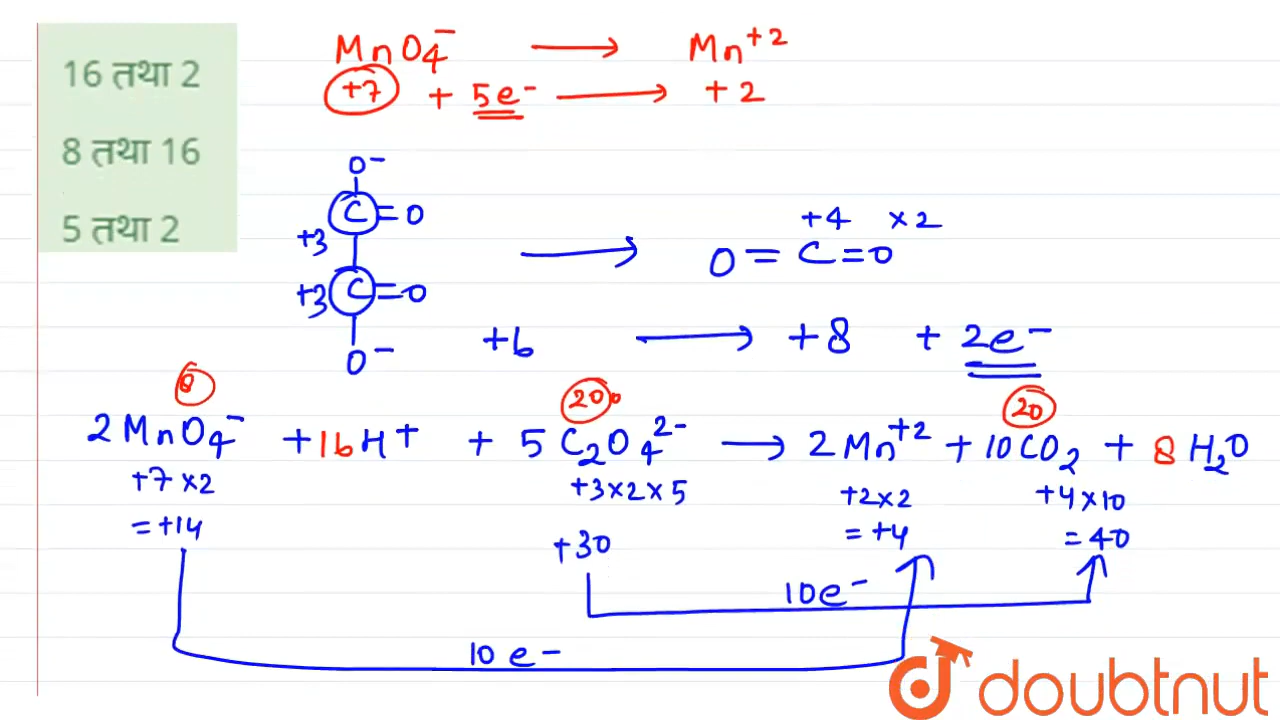 16 तथा 2
8 तथा 16
5 तथा 2
MnO₄⁻ → Mn⁺²
+7 + 5e⁻ → +2
O⁻
C=O
+3
+3 C=O
O⁻
+4 ×2
O=C=O
+6 → +8 + 2e⁻
8 20 20
2MnO₄⁻ +16H⁺ + 5C₂O₄²⁻ → 2Mn⁺² + 10CO₂ + 8H₂O
+7×2 +3×2×5 +2×2 +4×10
=+14 +30 =+4 =40
10e⁻
10e⁻
doubtnut